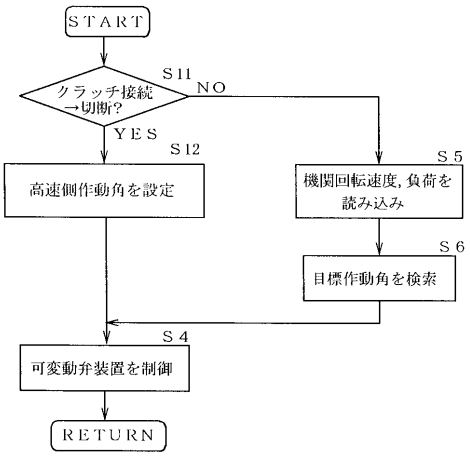 START
S11
クラッチ接続
→切断?
NO
YES
S12
高速側作動角を設定
S5
機関回転速度,負荷を
読み込み
S6
目標作動角を検索
S4
可変動弁装置を制御
RETURN